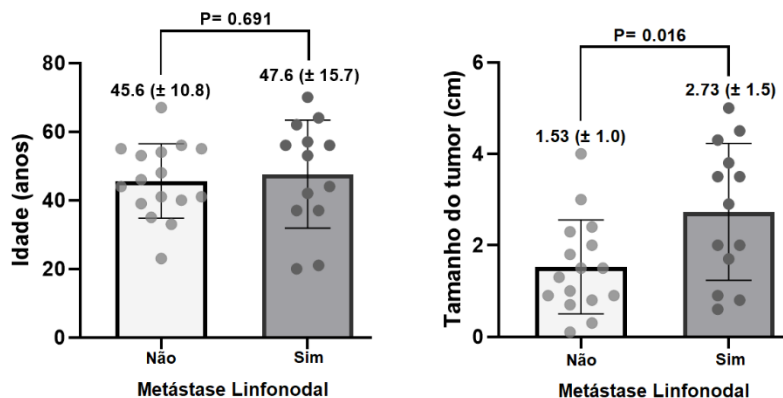 P= 0.691
45.6 (± 10.8)
47.6 (± 15.7)
80
60
40
20
0
Idade (anos)
Não
Sim
Metástase Linfonodal
P= 0.016
1.53 (± 1.0)
2.73 (± 1.5)
6
4
2
0
Tamanho do tumor (cm)
Não
Sim
Metástase Linfonodal